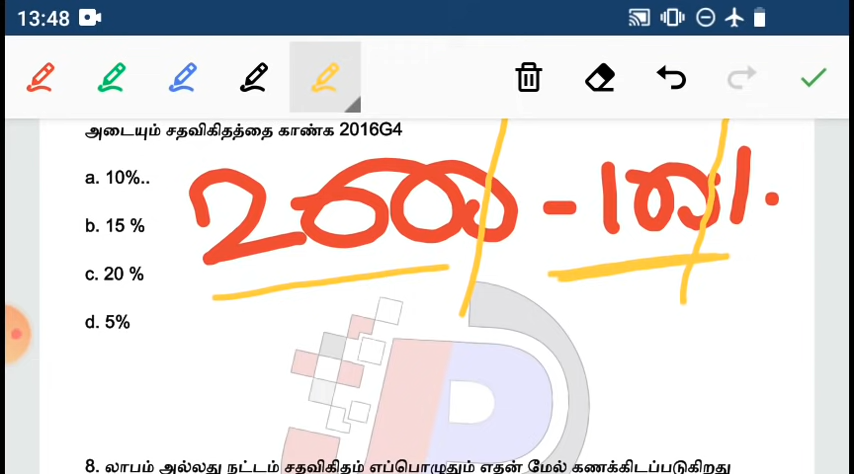 13:48
அடையும் சதவிகிதத்தை காண்க 2016G4
a. 10%..
2000 - 100%.
b. 15 %
c. 20 %
d. 5%
8. லாபம் அல்லது நட்டம் சதவிகிதம் எப்பொழுதும் எதன் மேல் கணக்கிடப்படுகிறது